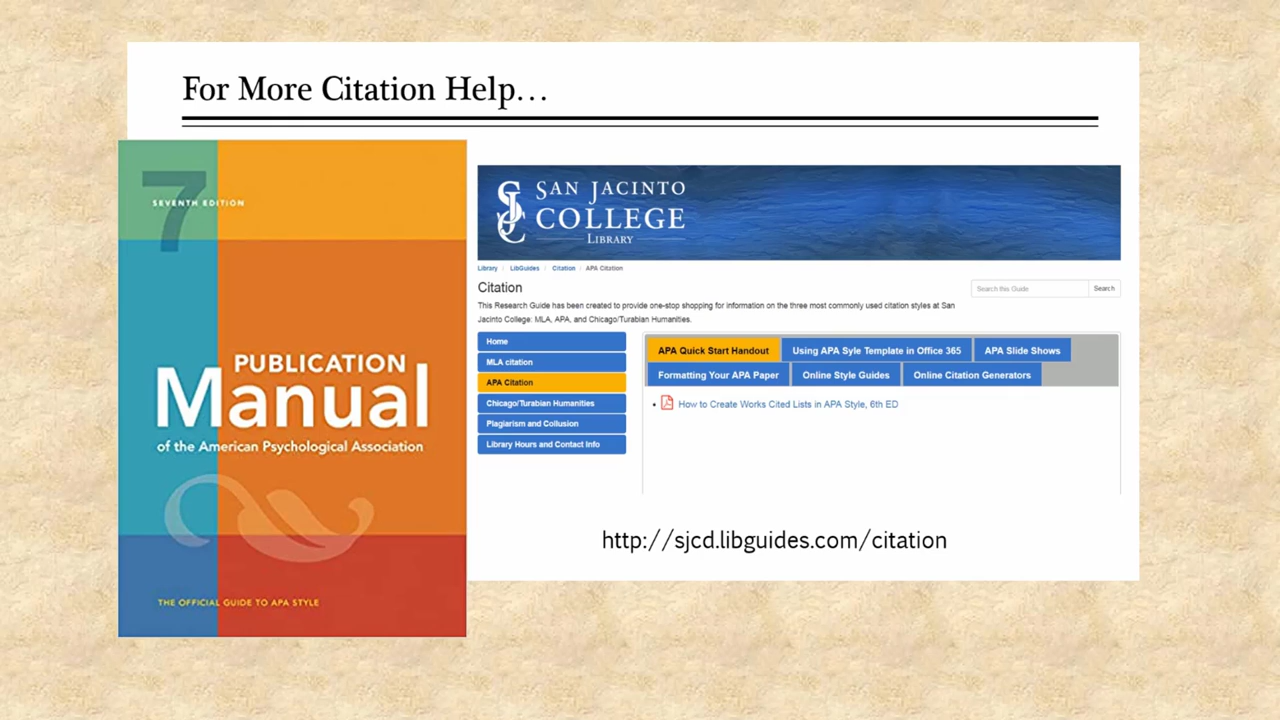 For More Citation Help...
7
SEVENTH EDITION
PUBLICATION
Manual
of the American Psychological Association
THE OFFICIAL GUIDE TO APA STYLE
SJC
SAN JACINTO
COLLEGE
LIBRARY
Library / LibGuides / Citation / APA Citation
Citation
Search this Guide Search
This Research Guide has been created to provide one-stop shopping for information on the three most commonly used citation styles at San
Jacinto College: MLA, APA, and Chicago/Turabian Humanities.
Home
MLA citation
APA Citation
Chicago/Turabian Humanities
Plagiarism and Collusion
Library Hours and Contact Info
APA Quick Start Handout Using APA Syle Template in Office 365 APA Slide Shows
Formatting Your APA Paper Online Style Guides Online Citation Generators
• How to Create Works Cited Lists in APA Style, 6th ED
http://sjcd.libguides.com/citation